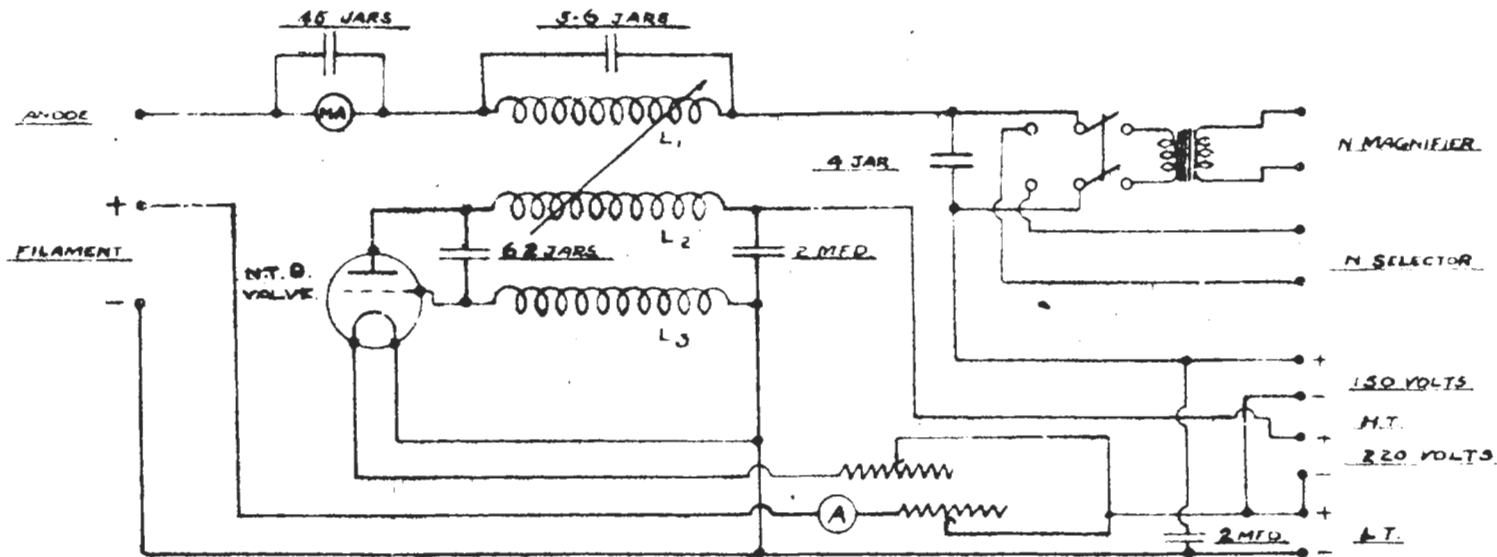 45 JARS
5-6 JARS
ANODE
MA
L1
4 JAR
N MAGNIFIER
+
FILAMENT
-
N.T.B.
VALVE
L2
62 JARS
2 MFD.
L3
N SELECTOR
+
150 VOLTS
-
H.T.
+
220 VOLTS
-
A
+
2 MFD
L.T.
-